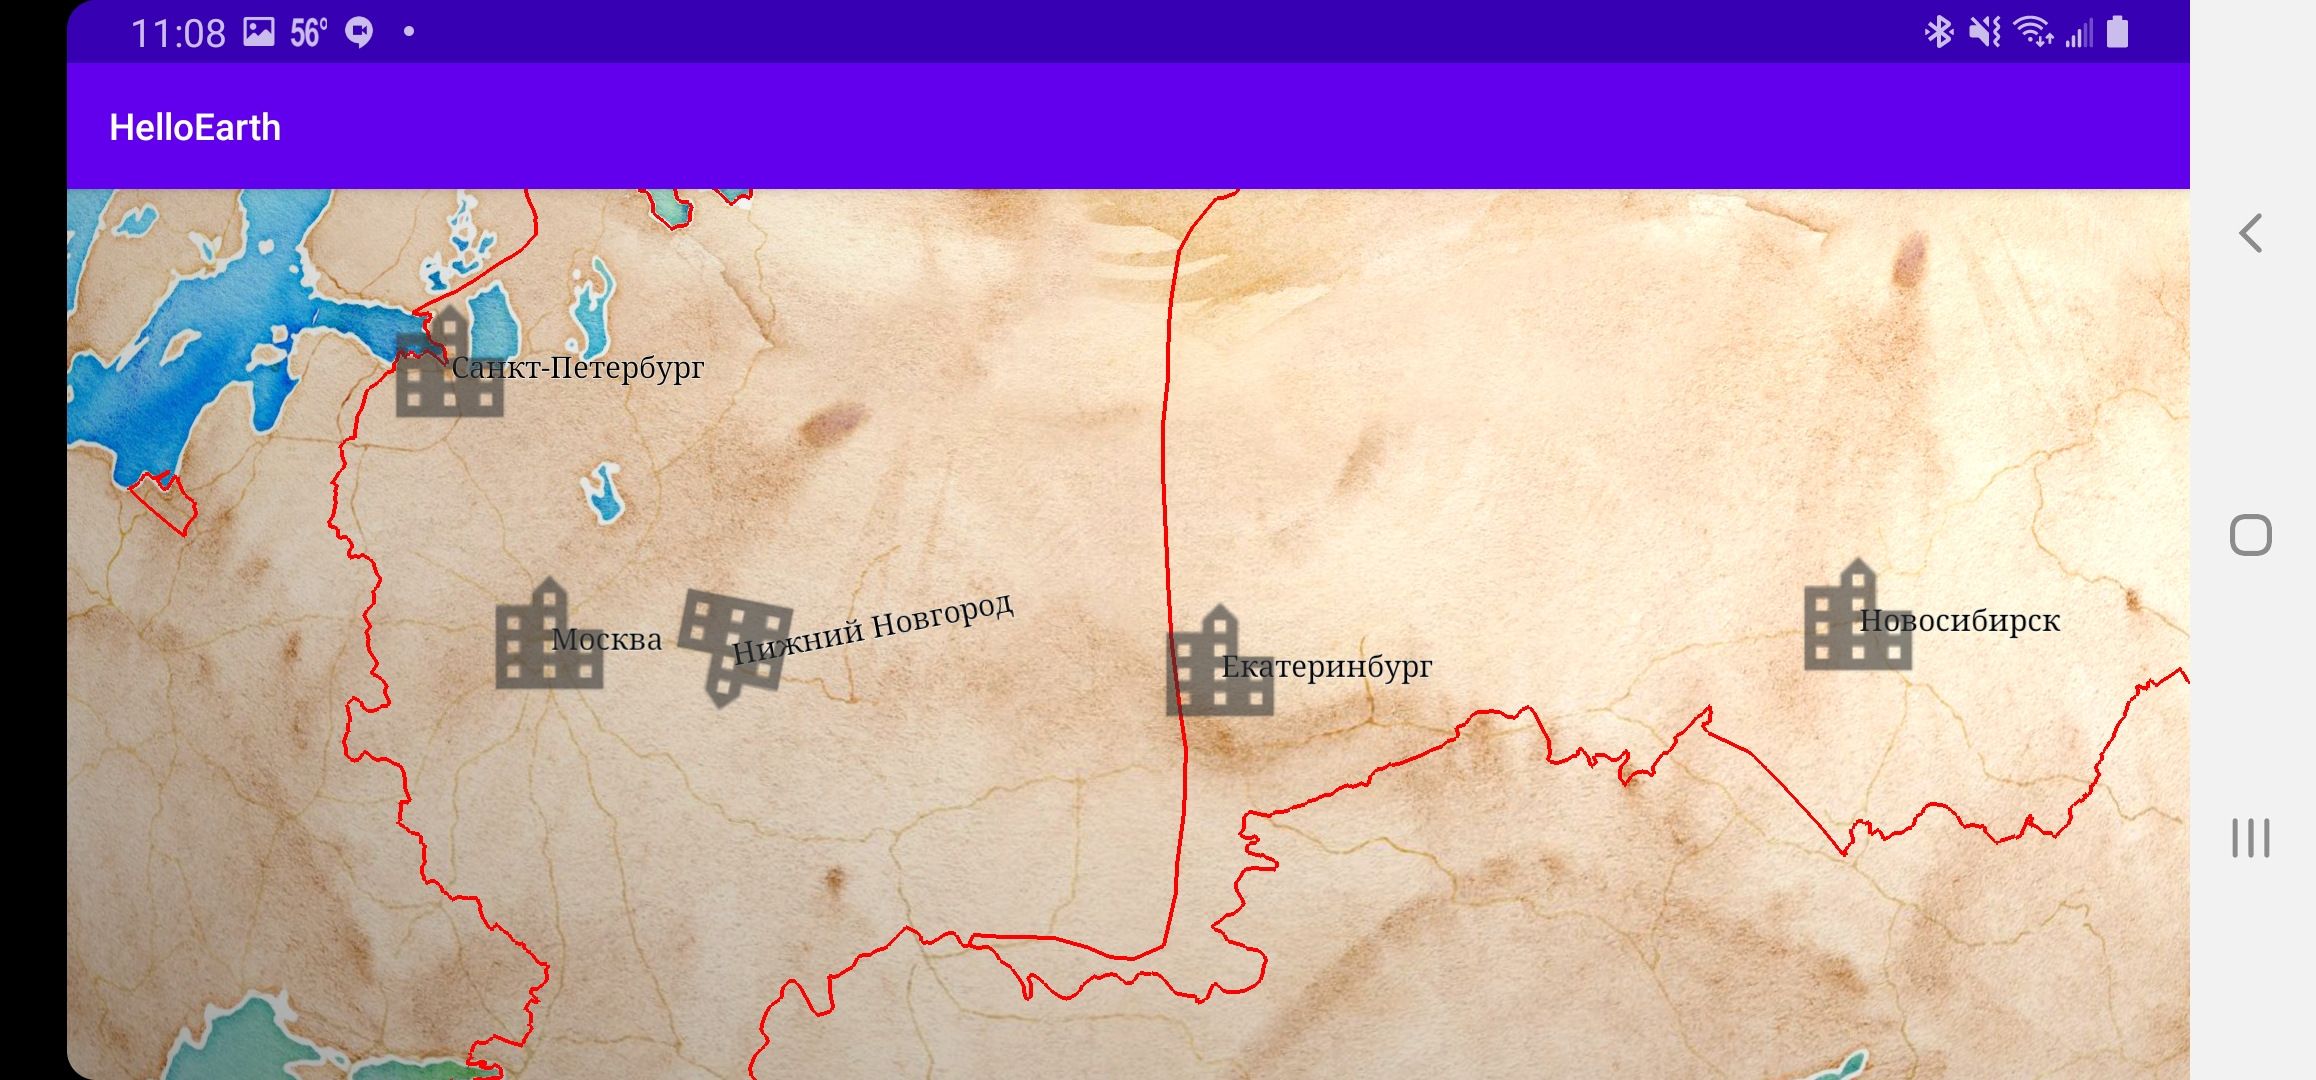 11:08 56°
HelloEarth
Санкт-Петербург
Москва
Нижний Новгород
Екатеринбург
Новосибирск